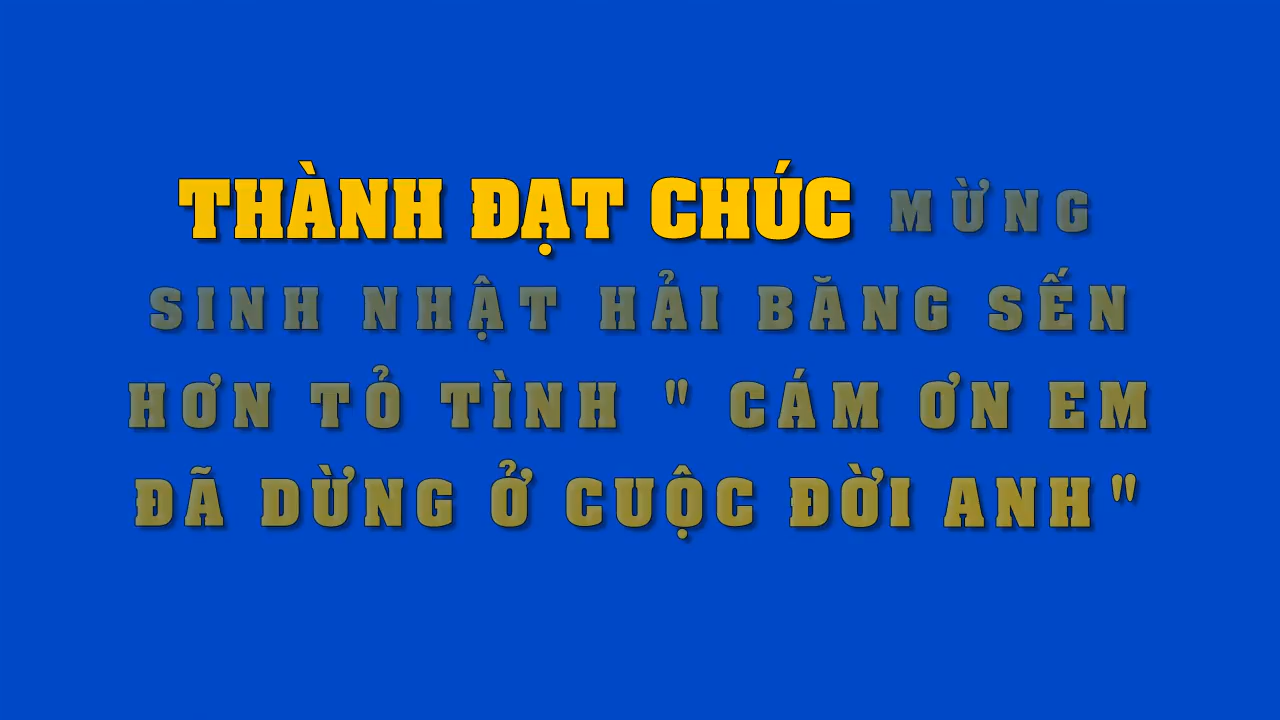 THÀNH ĐẠT CHÚC MỪNG
SINH NHẬT HẢI BĂNG SẾN
HƠN TỎ TÌNH " CÁM ƠN EM
ĐÃ DỪNG Ở CUỘC ĐỜI ANH"